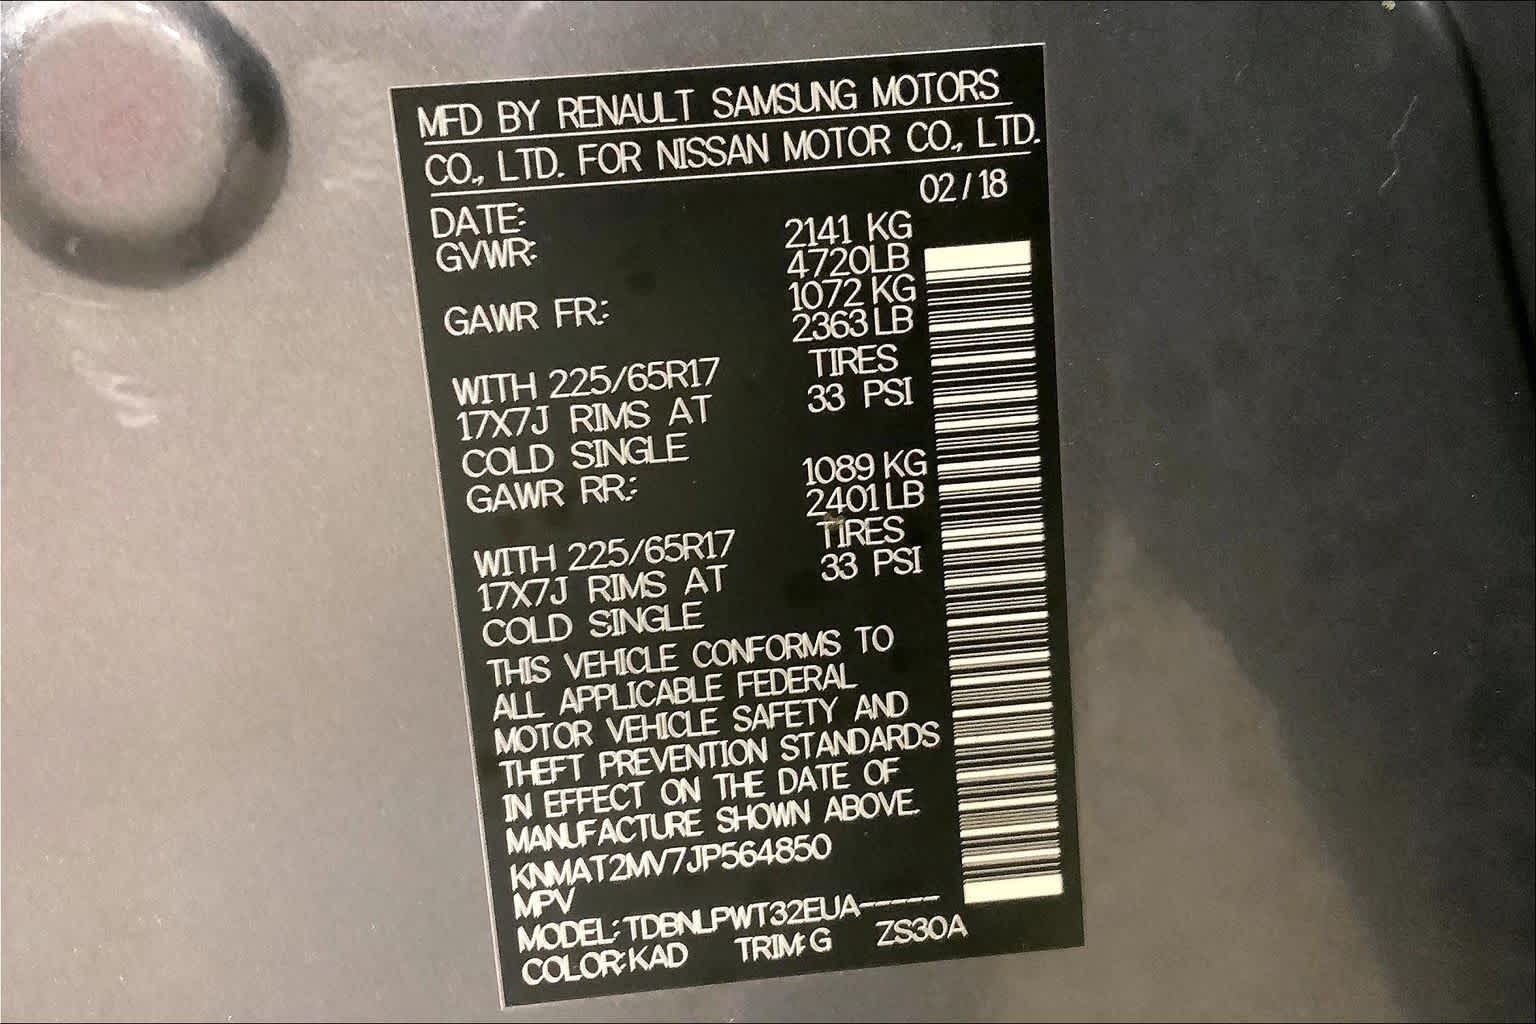 MFD BY RENAULT SAMSUNG MOTORS
CO., LTD. FOR NISSAN MOTOR CO., LTD.
DATE: 02/18
GVWR: 2141 KG
4720LB
GAWR FR.: 1072 KG
2363 LB
WITH 225/65R17 TIRES
17X7J RIMS AT 33 PSI
COLD SINGLE
GAWR RR.: 1089 KG
2401 LB
WITH 225/65R17 TIRES
17X7J RIMS AT 33 PSI
COLD SINGLE
THIS VEHICLE CONFORMS TO
ALL APPLICABLE FEDERAL
MOTOR VEHICLE SAFETY AND
THEFT PREVENTION STANDARDS
IN EFFECT ON THE DATE OF
MANUFACTURE SHOWN ABOVE.
KNMAT2MV7JP564850
MPV
MODEL: TDBNLPWT32EUA-----
COLOR: KAD TRIM: G ZS30A